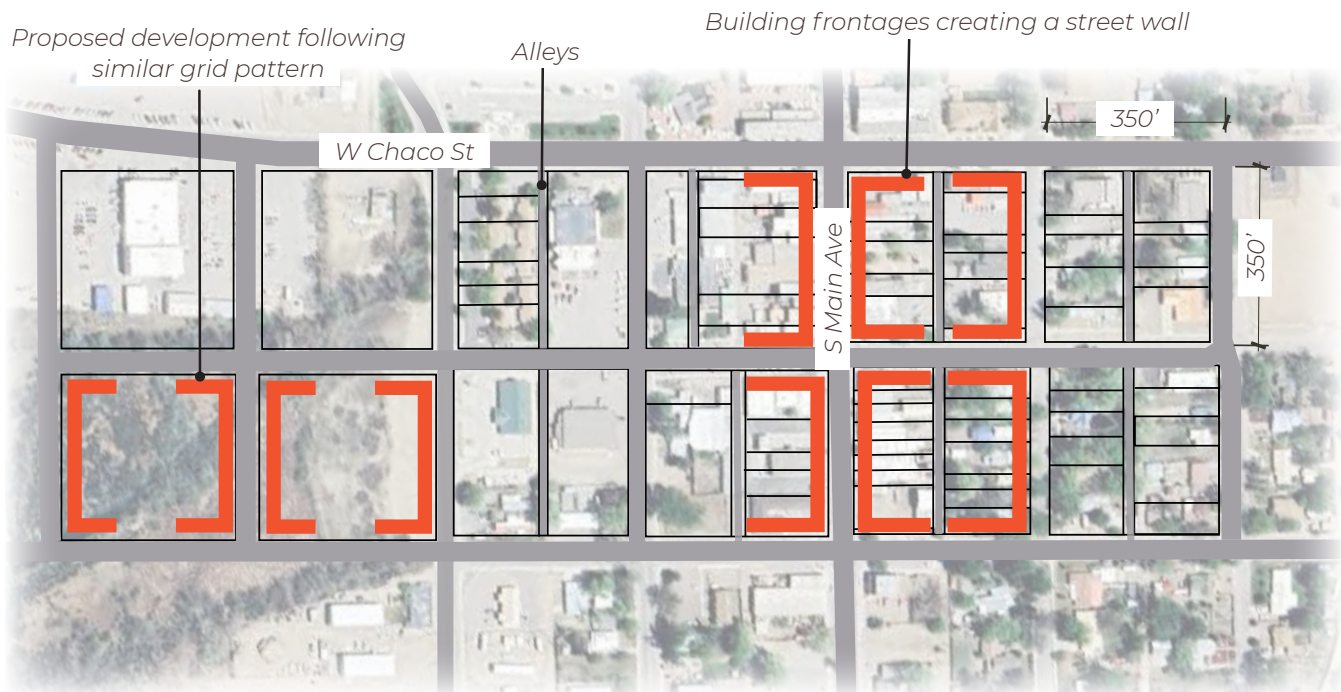 Proposed development following
similar grid pattern
Alleys
Building frontages creating a street wall
350’
W Chaco St
S Main Ave
350’